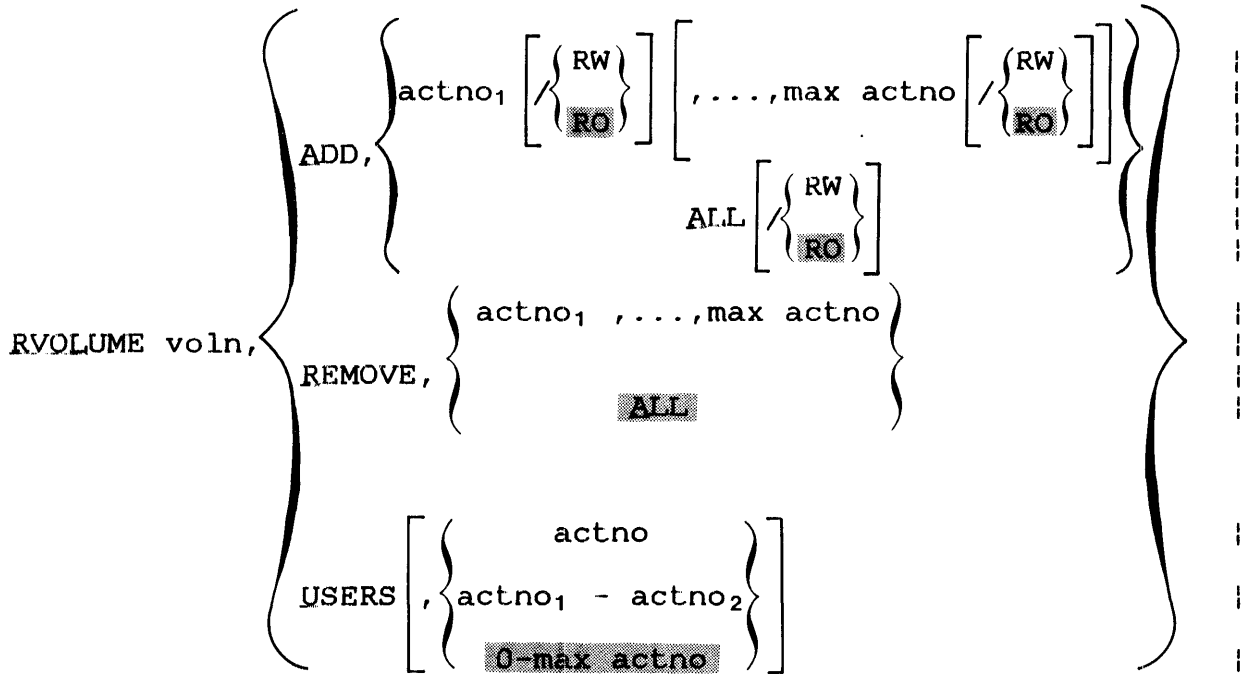 RW RW
actno₁ [/{ }] [,...,max actno [/{ }]]
RO RO
ADD,
RW
ALL [/{ }]
RO
actno₁ ,...,max actno
RVOLUME voln,
REMOVE,
ALL
actno
USERS [, {actno₁ - actno₂}]
0-max actno